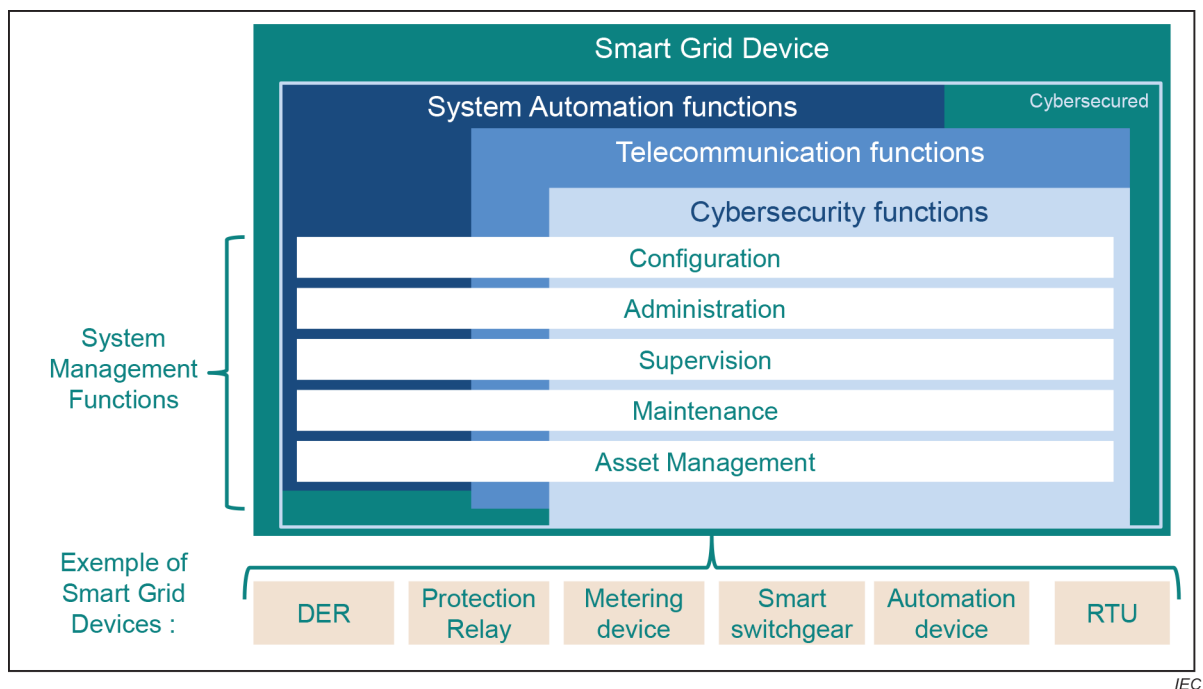 Smart Grid Device
System Automation functions
Cybersecured
Telecommunication functions
Cybersecurity functions
Configuration
Administration
Supervision
Maintenance
Asset Management
System
Management
Functions
Exemple of
Smart Grid
Devices :
DER
Protection
Relay
Metering
device
Smart
switchgear
Automation
device
RTU
IEC